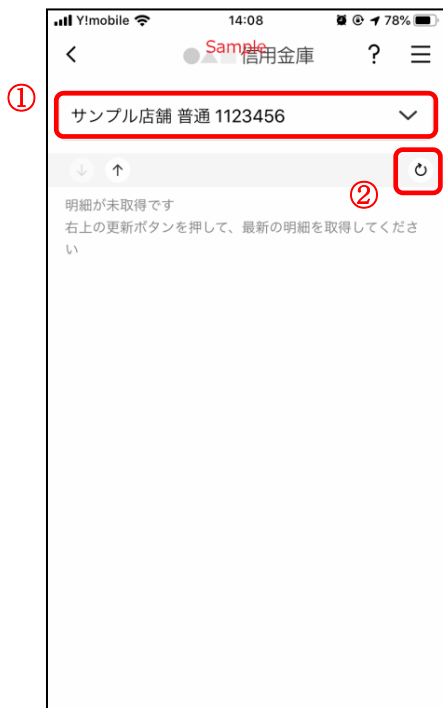 Y!mobile 14:08 78%
Sample
●▲■信用金庫 ?
①
サンプル店舗 普通 1123456
↓ ↑
②
明細が未取得です
右上の更新ボタンを押して、最新の明細を取得してくださ
い